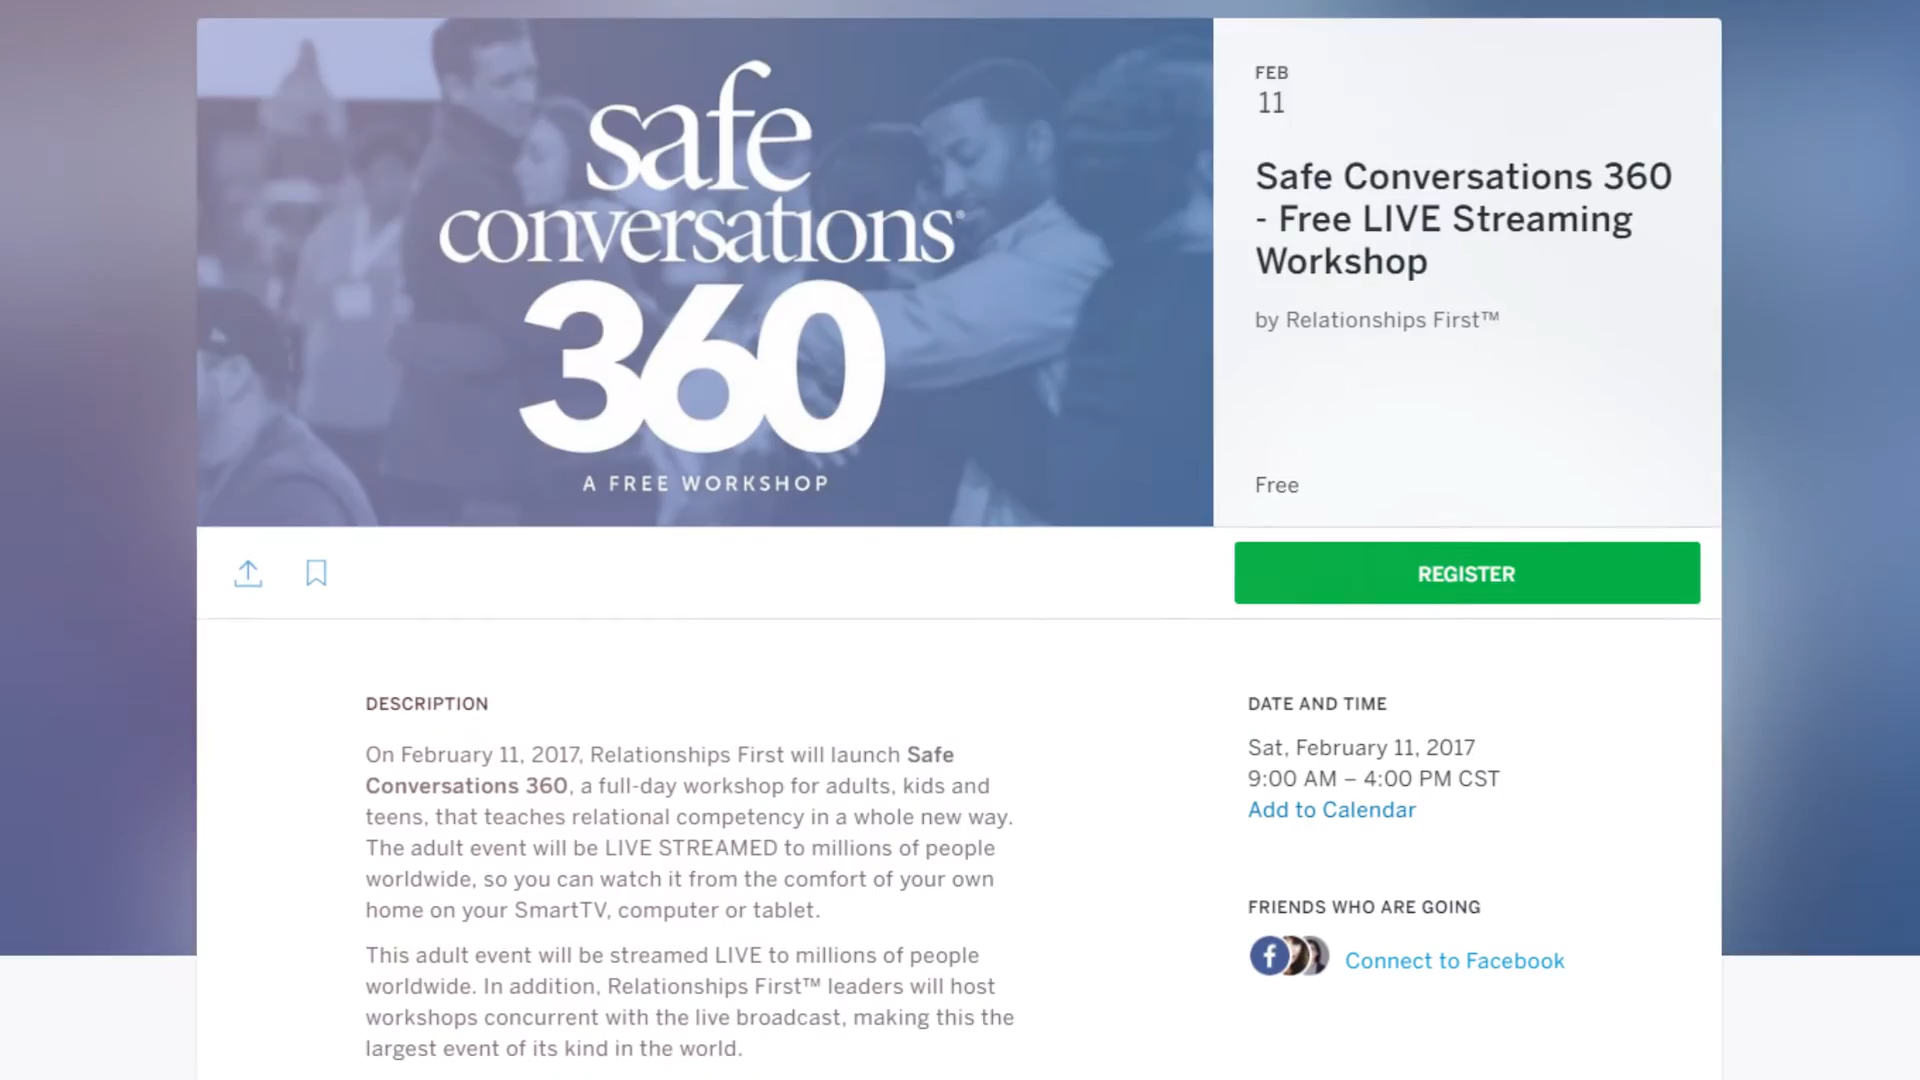 safe
conversations®
360
A FREE WORKSHOP
FEB
11
Safe Conversations 360
- Free LIVE Streaming
Workshop
by Relationships First™
Free
REGISTER
DESCRIPTION
On February 11, 2017, Relationships First will launch Safe
Conversations 360, a full-day workshop for adults, kids and
teens, that teaches relational competency in a whole new way.
The adult event will be LIVE STREAMED to millions of people
worldwide, so you can watch it from the comfort of your own
home on your SmartTV, computer or tablet.
This adult event will be streamed LIVE to millions of people
worldwide. In addition, Relationships First™ leaders will host
workshops concurrent with the live broadcast, making this the
largest event of its kind in the world.
DATE AND TIME
Sat, February 11, 2017
9:00 AM – 4:00 PM CST
Add to Calendar
FRIENDS WHO ARE GOING
Connect to Facebook